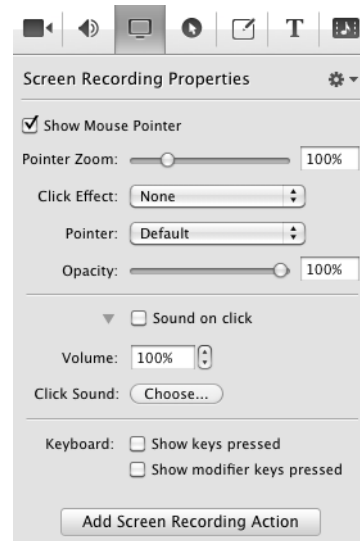 T
Screen Recording Properties
Show Mouse Pointer
Pointer Zoom: 100%
Click Effect: None
Pointer: Default
Opacity: 100%
Sound on click
Volume: 100%
Click Sound: Choose...
Keyboard: Show keys pressed
Show modifier keys pressed
Add Screen Recording Action